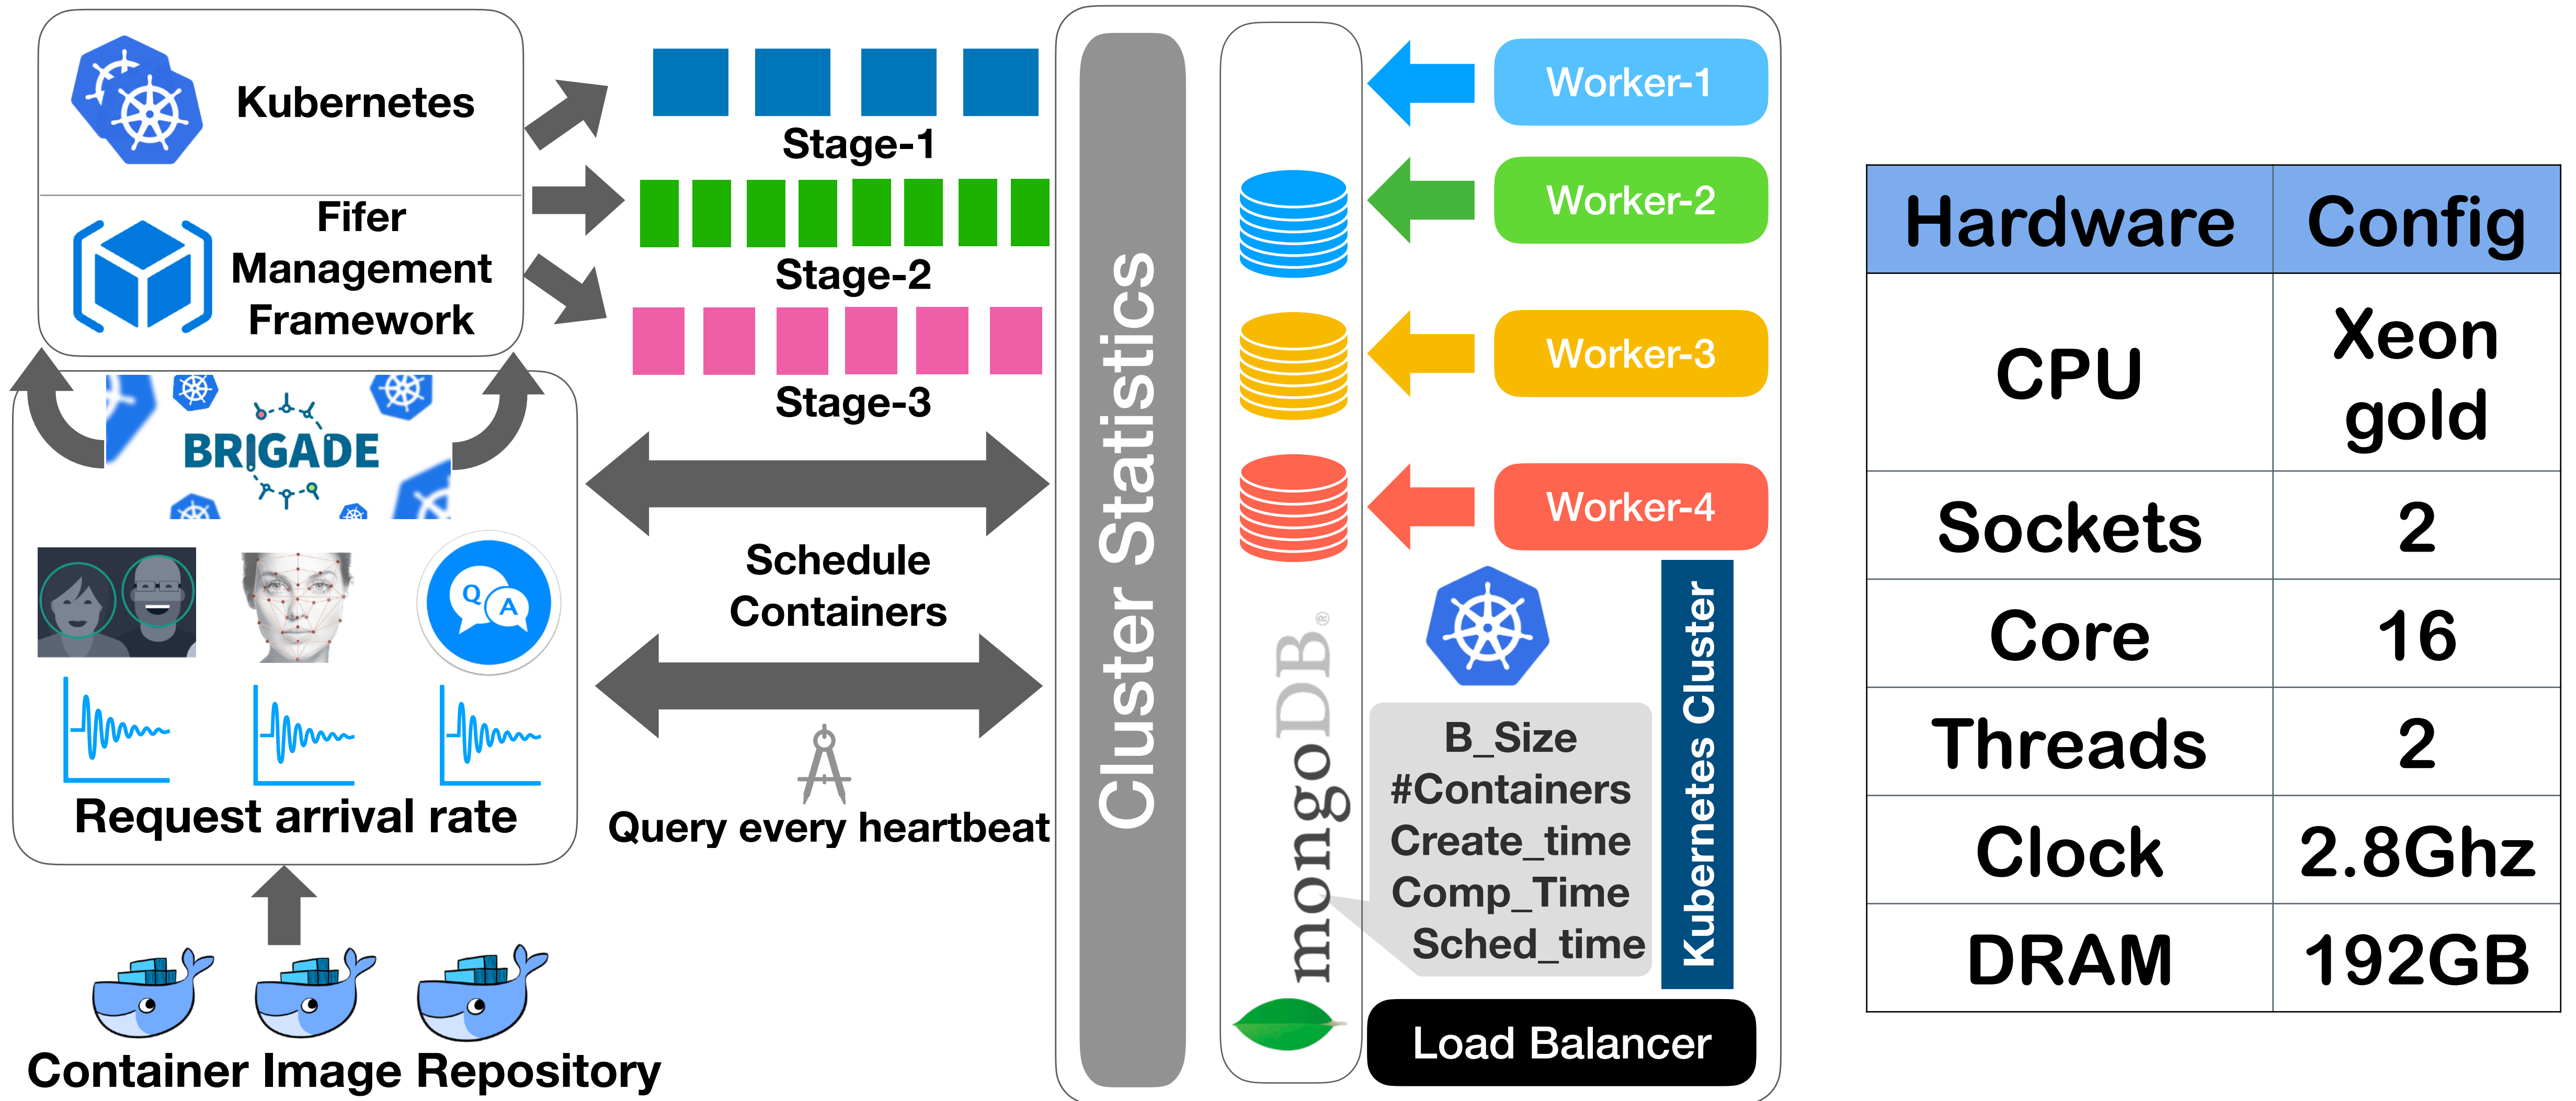 Kubernetes
Fifer
Management
Framework
BRIGADE
Q
A
Request arrival rate
Container Image Repository
Stage-1
Stage-2
Stage-3
Schedule
Containers
Query every heartbeat
Cluster Statistics
mongoDB®
Worker-1
Worker-2
Worker-3
Worker-4
B_Size
#Containers
Create_time
Comp_Time
Sched_time
Kubernetes Cluster
Load Balancer
Hardware Config
CPU Xeon
gold
Sockets 2
Core 16
Threads 2
Clock 2.8Ghz
DRAM 192GB